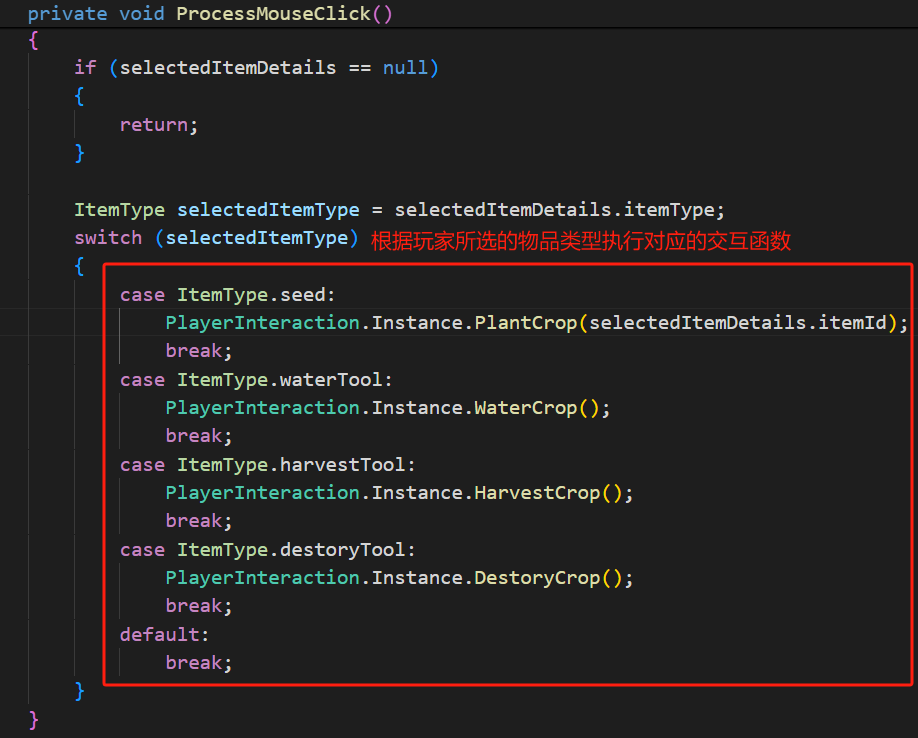 private void ProcessMouseClick()
{
if (selectedItemDetails == null)
{
return;
}
ItemType selectedItemType = selectedItemDetails.itemType;
switch (selectedItemType) 根据玩家所选的物品类型执行对应的交互函数
{
case ItemType.seed:
PlayerInteraction.Instance.PlantCrop(selectedItemDetails.itemId);
break;
case ItemType.waterTool:
PlayerInteraction.Instance.WaterCrop();
break;
case ItemType.harvestTool:
PlayerInteraction.Instance.HarvestCrop();
break;
case ItemType.destoryTool:
PlayerInteraction.Instance.DestoryCrop();
break;
default:
break;
}
}